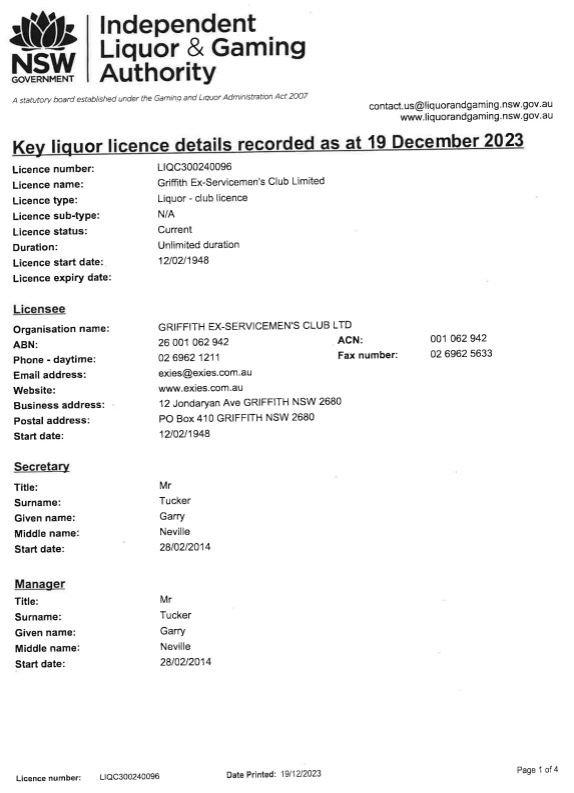 NSW
GOVERNMENT
Independent
Liquor & Gaming
Authority
A statutory board established under the Gaming and Liquor Administration Act 2007
contact.us@liquorandgaming.nsw.gov.au
www.liquorandgaming.nsw.gov.au
Key liquor licence details recorded as at 19 December 2023
Licence number: LIQC300240096
Licence name: Griffith Ex-Servicemen's Club Limited
Licence type: Liquor - club licence
Licence sub-type: N/A
Licence status: Current
Duration: Unlimited duration
Licence start date: 12/02/1948
Licence expiry date:
Licensee
Organisation name: GRIFFITH EX-SERVICEMEN'S CLUB LTD
ABN: 26 001 062 942 ACN: 001 062 942
Phone - daytime: 02 6962 1211 Fax number: 02 6962 5633
Email address: exies@exies.com.au
Website: www.exies.com.au
Business address: 12 Jondaryan Ave GRIFFITH NSW 2680
Postal address: PO Box 410 GRIFFITH NSW 2680
Start date: 12/02/1948
Secretary
Title: Mr
Surname: Tucker
Given name: Garry
Middle name: Neville
Start date: 28/02/2014
Manager
Title: Mr
Surname: Tucker
Given name: Garry
Middle name: Neville
Start date: 28/02/2014
Licence number: LIQC300240096 Date Printed: 19/12/2023 Page 1 of 4